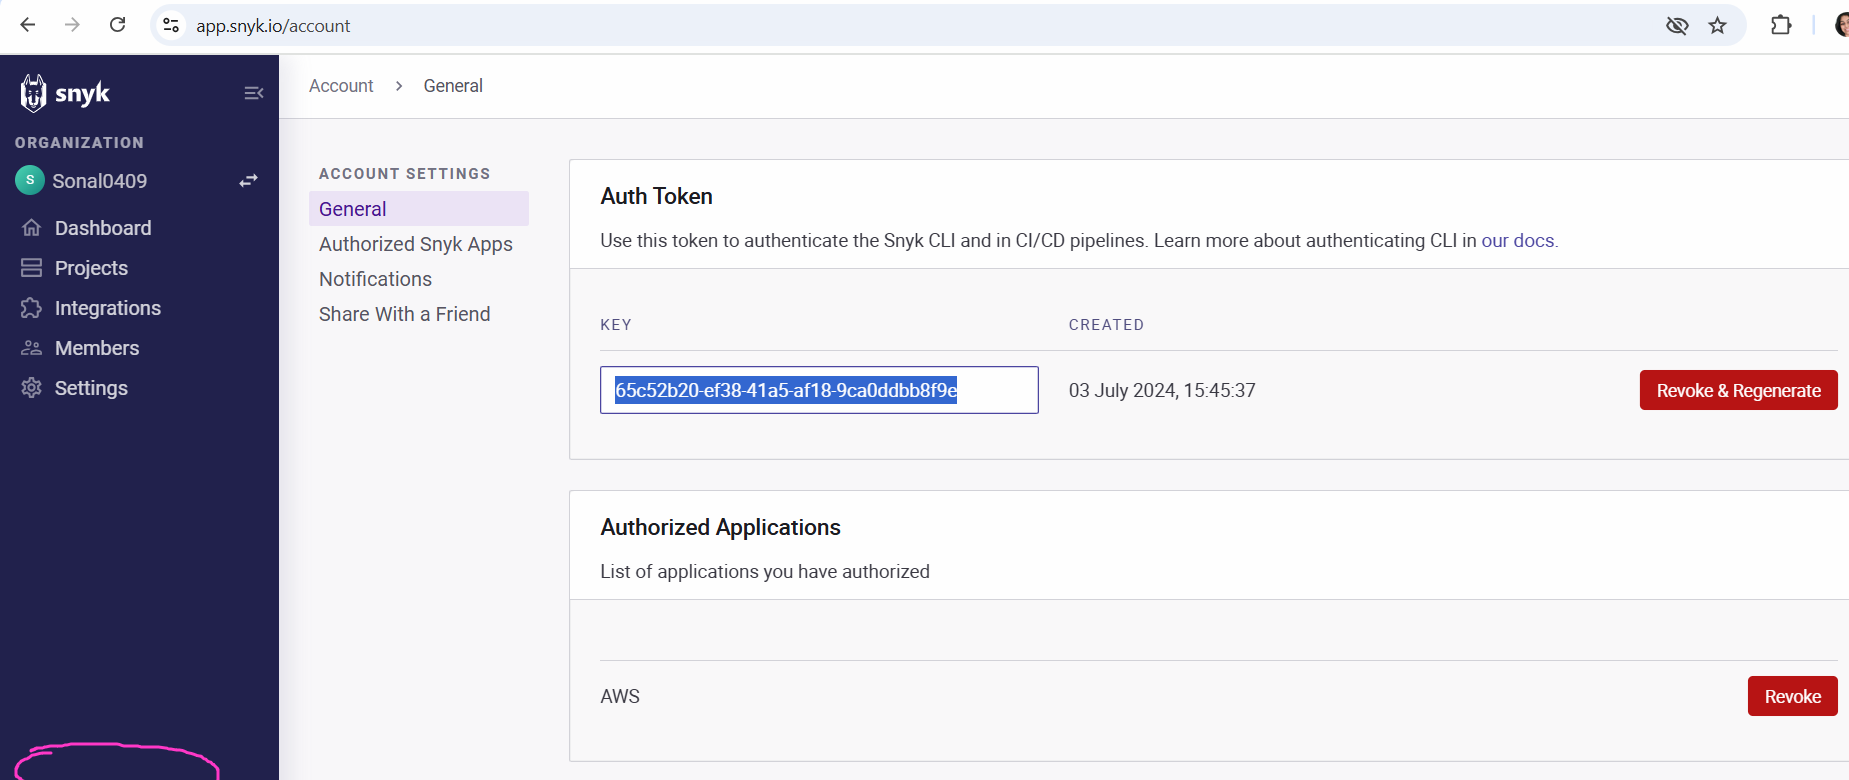 app.snyk.io/account
snyk
Account > General
ORGANIZATION
S Sonal0409
Dashboard
Projects
Integrations
Members
Settings
ACCOUNT SETTINGS
General
Authorized Snyk Apps
Notifications
Share With a Friend
Auth Token
Use this token to authenticate the Snyk CLI and in CI/CD pipelines. Learn more about authenticating CLI in our docs.
KEY CREATED
65c52b20-ef38-41a5-af18-9ca0ddbb8f9e 03 July 2024, 15:45:37 Revoke & Regenerate
Authorized Applications
List of applications you have authorized
AWS Revoke